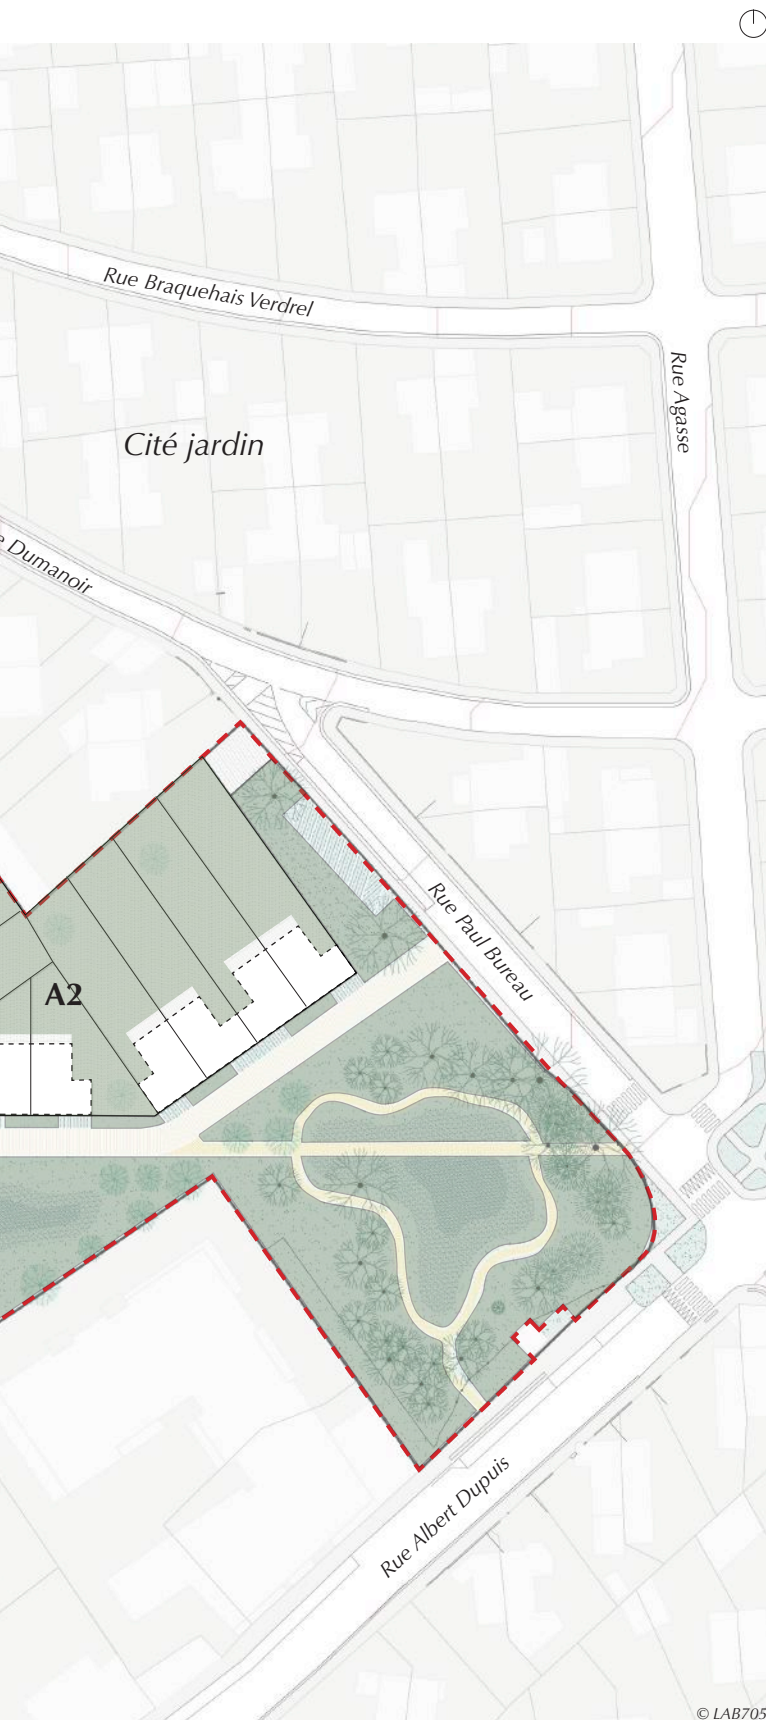 Rue Braquehais Verdrel
Rue Agasse
Cité jardin
Dumanoir
Rue Paul Bureau
A2
Rue Albert Dupuis
© LAB705